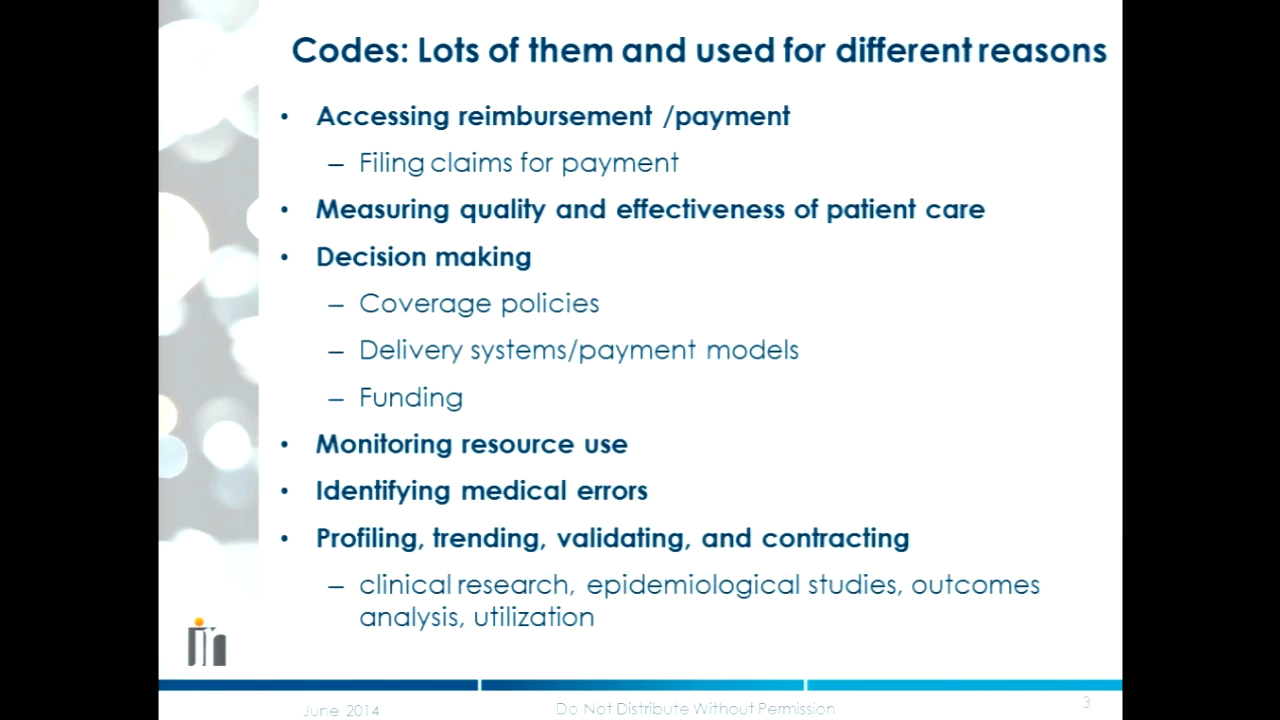 Codes: Lots of them and used for different reasons
• Accessing reimbursement /payment
– Filing claims for payment
• Measuring quality and effectiveness of patient care
• Decision making
– Coverage policies
– Delivery systems/payment models
– Funding
• Monitoring resource use
• Identifying medical errors
• Profiling, trending, validating, and contracting
– clinical research, epidemiological studies, outcomes
analysis, utilization
June 2014
Do Not Distribute Without Permission
3